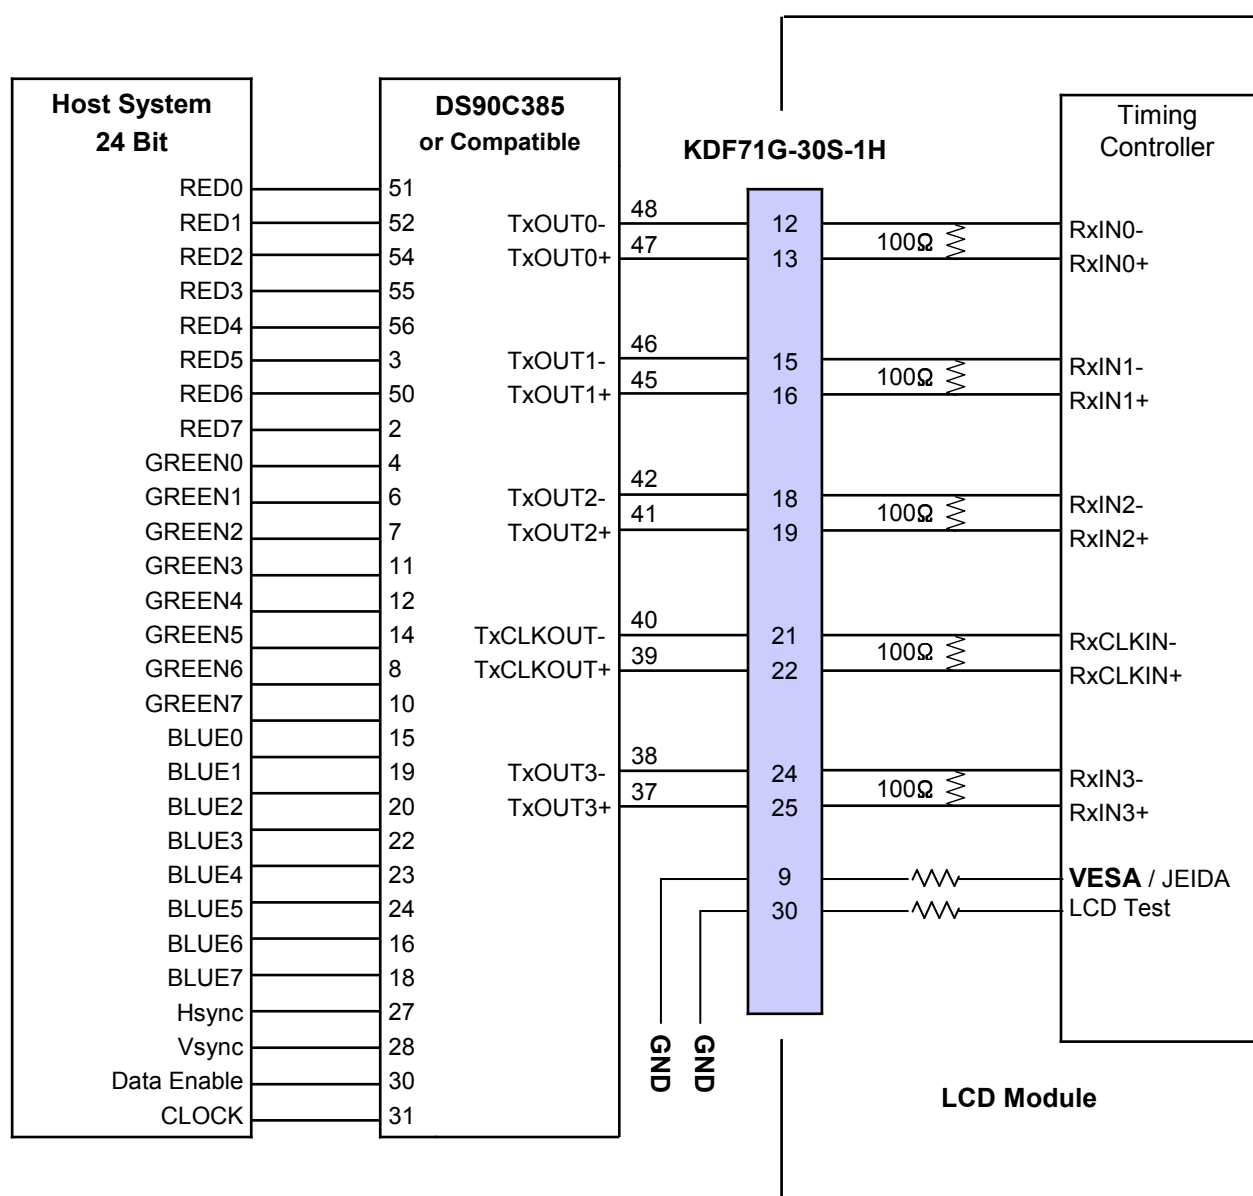 Host System
24 Bit
RED0
RED1
RED2
RED3
RED4
RED5
RED6
RED7
GREEN0
GREEN1
GREEN2
GREEN3
GREEN4
GREEN5
GREEN6
GREEN7
BLUE0
BLUE1
BLUE2
BLUE3
BLUE4
BLUE5
BLUE6
BLUE7
Hsync
Vsync
Data Enable
CLOCK
DS90C385
or Compatible
51
52
54
55
56
3
50
2
4
6
7
11
12
14
8
10
15
19
20
22
23
24
16
18
27
28
30
31
TxOUT0-
TxOUT0+
TxOUT1-
TxOUT1+
TxOUT2-
TxOUT2+
TxCLKOUT-
TxCLKOUT+
TxOUT3-
TxOUT3+
48
47
46
45
42
41
40
39
38
37
GND
GND
KDF71G-30S-1H
12
13
15
16
18
19
21
22
24
25
9
30
100Ω
100Ω
100Ω
100Ω
100Ω
Timing
Controller
RxIN0-
RxIN0+
RxIN1-
RxIN1+
RxIN2-
RxIN2+
RxCLKIN-
RxCLKIN+
RxIN3-
RxIN3+
VESA / JEIDA
LCD Test
LCD Module